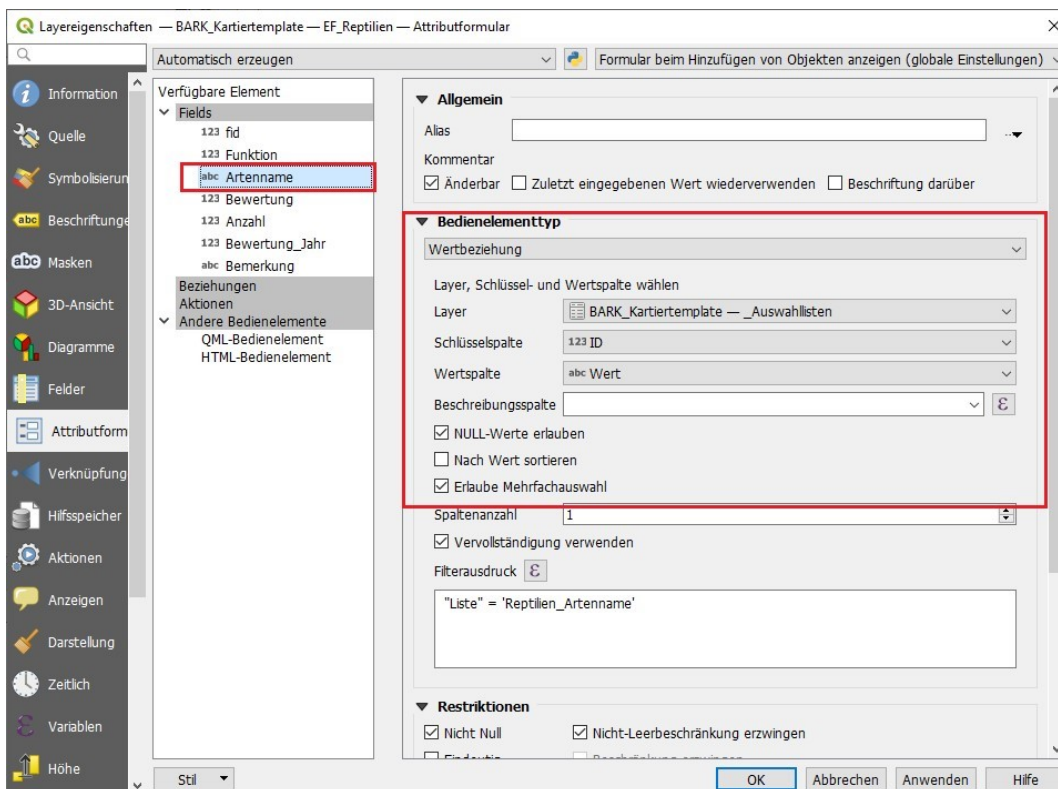 Layereigenschaften — BARK_Kartiertemplate — EF_Reptilien — Attributformular
Automatisch erzeugen
Formular beim Hinzufügen von Objekten anzeigen (globale Einstellungen)
Information
Quelle
Symbolisierun
Beschriftunge
Masken
3D-Ansicht
Diagramme
Felder
Attributform
Verknüpfung
Hilfsspeicher
Aktionen
Anzeigen
Darstellung
Zeitlich
Variablen
Höhe
Verfügbare Element
Fields
123 fid
123 Funktion
abc Artenname
123 Bewertung
123 Anzahl
123 Bewertung_Jahr
abc Bemerkung
Beziehungen
Aktionen
Andere Bedienelemente
QML-Bedienelement
HTML-Bedienelement
Allgemein
Alias
Kommentar
Änderbar Zuletzt eingegebenen Wert wiederverwenden Beschriftung darüber
Bedienelementtyp
Wertbeziehung
Layer, Schlüssel- und Wertspalte wählen
Layer BARK_Kartiertemplate — _Auswahllisten
Schlüsselspalte 123 ID
Wertspalte abc Wert
Beschreibungsspalte ε
NULL-Werte erlauben
Nach Wert sortieren
Erlaube Mehrfachauswahl
Spaltenanzahl 1
Vervollständigung verwenden
Filterausdruck ε
"Liste" = 'Reptilien_Artenname'
Restriktionen
Nicht Null Nicht-Leerbeschränkung erzwingen
Stil OK Abbrechen Anwenden Hilfe